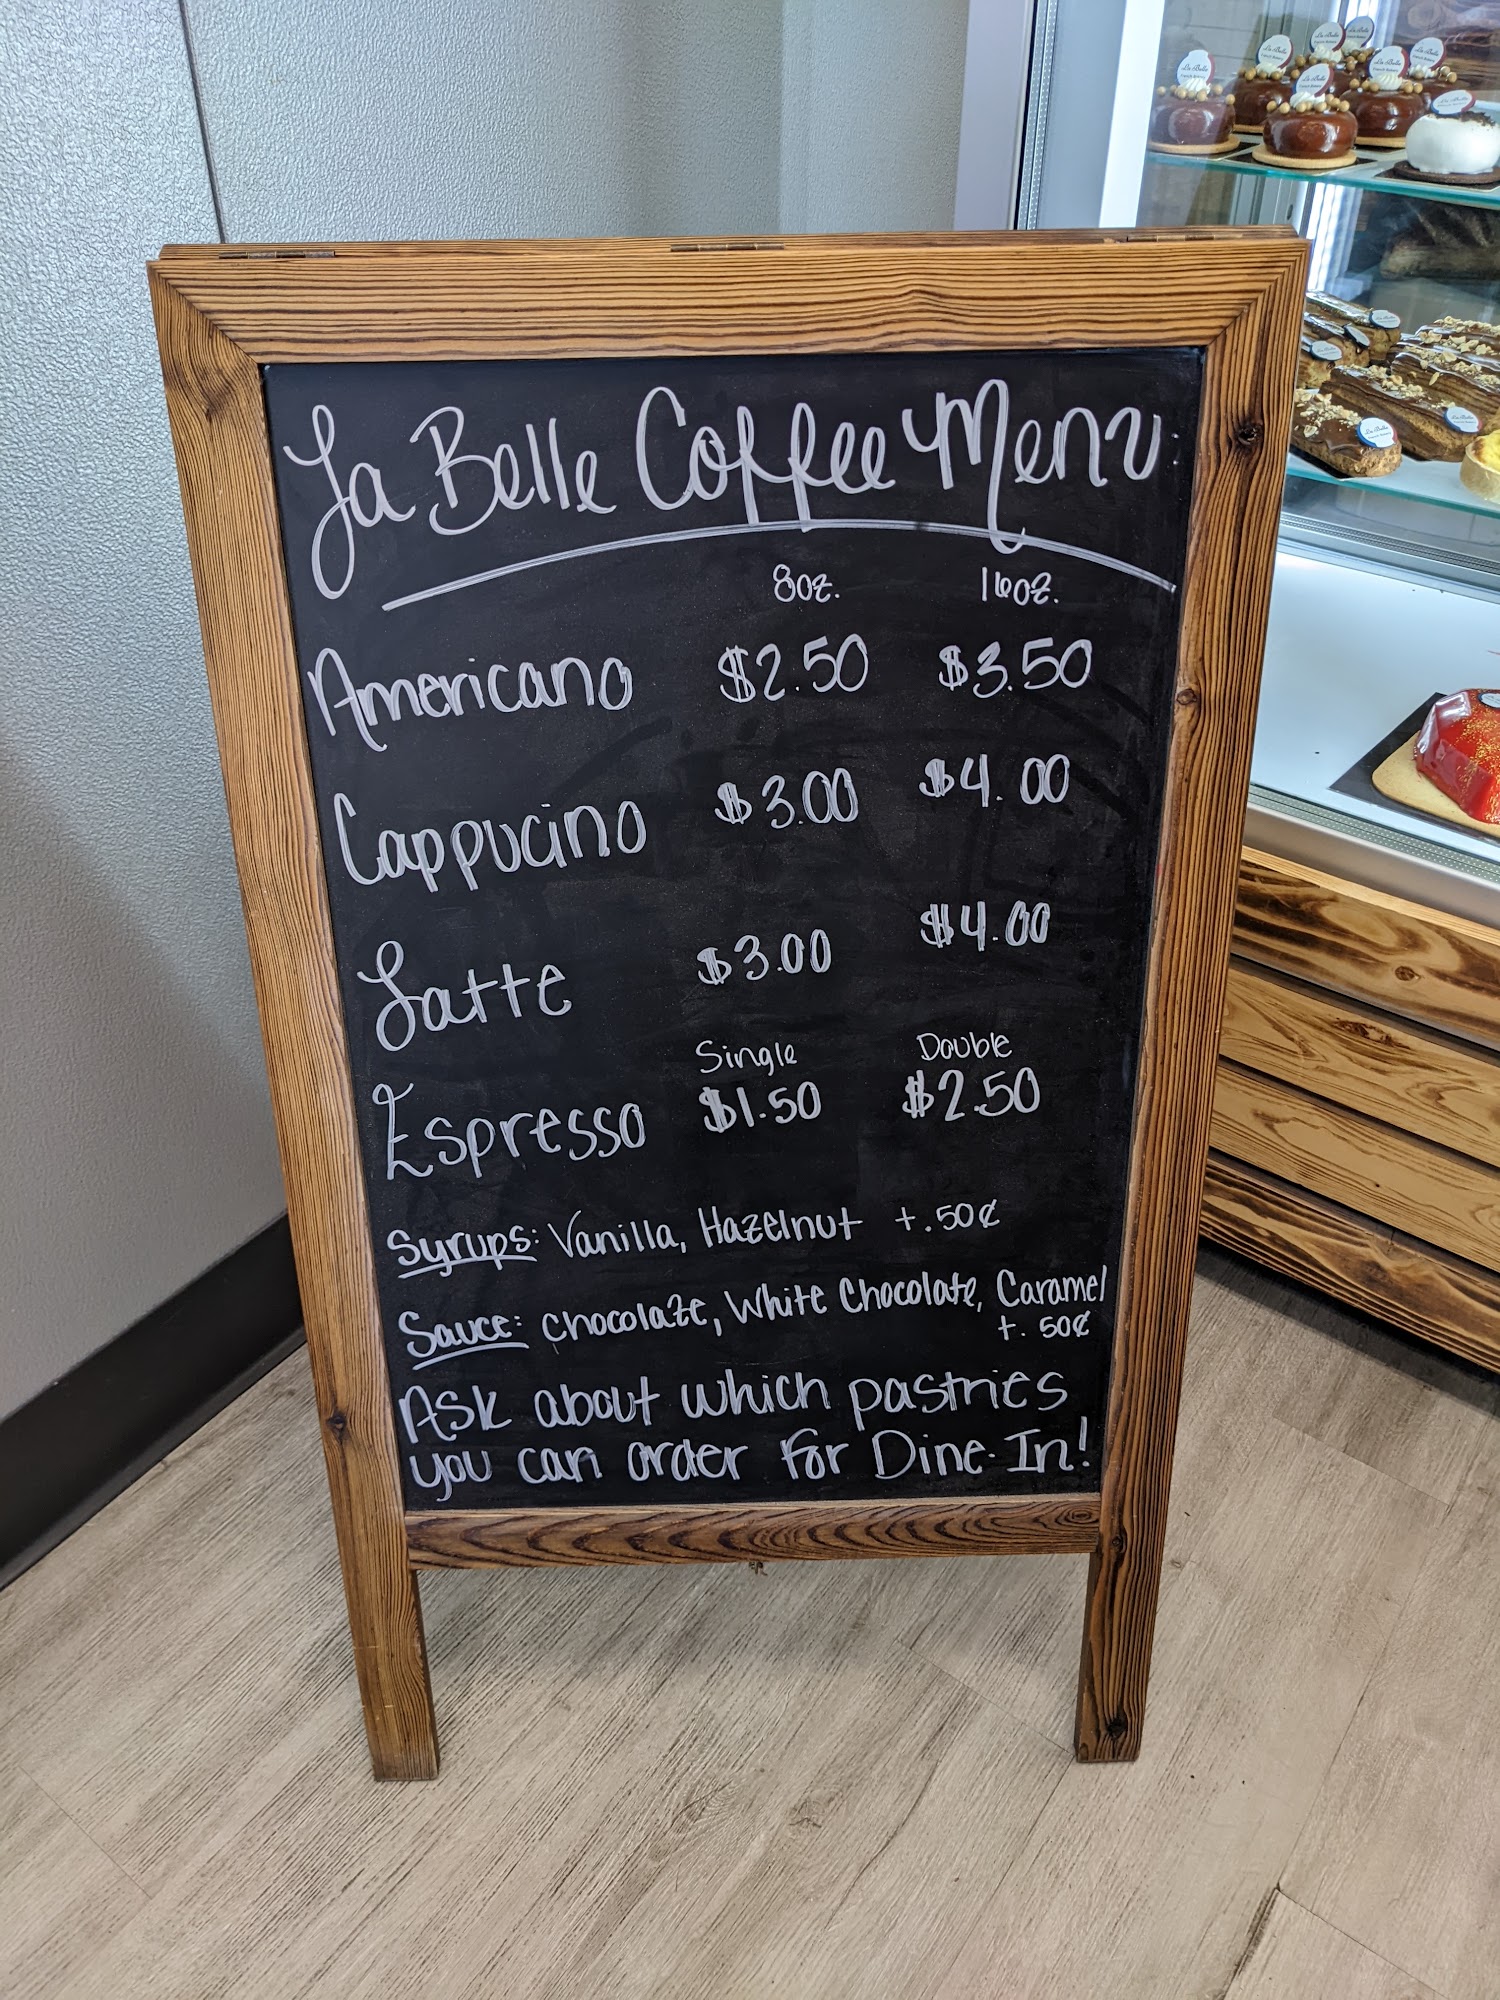 La Belle Coffee Menu
8oz. 16oz.
Americano $2.50 $3.50
Cappucino $3.00 $4.00
Latte $3.00 $4.00
Single Double
Espresso $1.50 $2.50
Syrups: Vanilla, Hazelnut +.50¢
Sauce: Chocolate, White Chocolate, Caramel
+.50¢
Ask about which pastries
you can order for Dine-In!